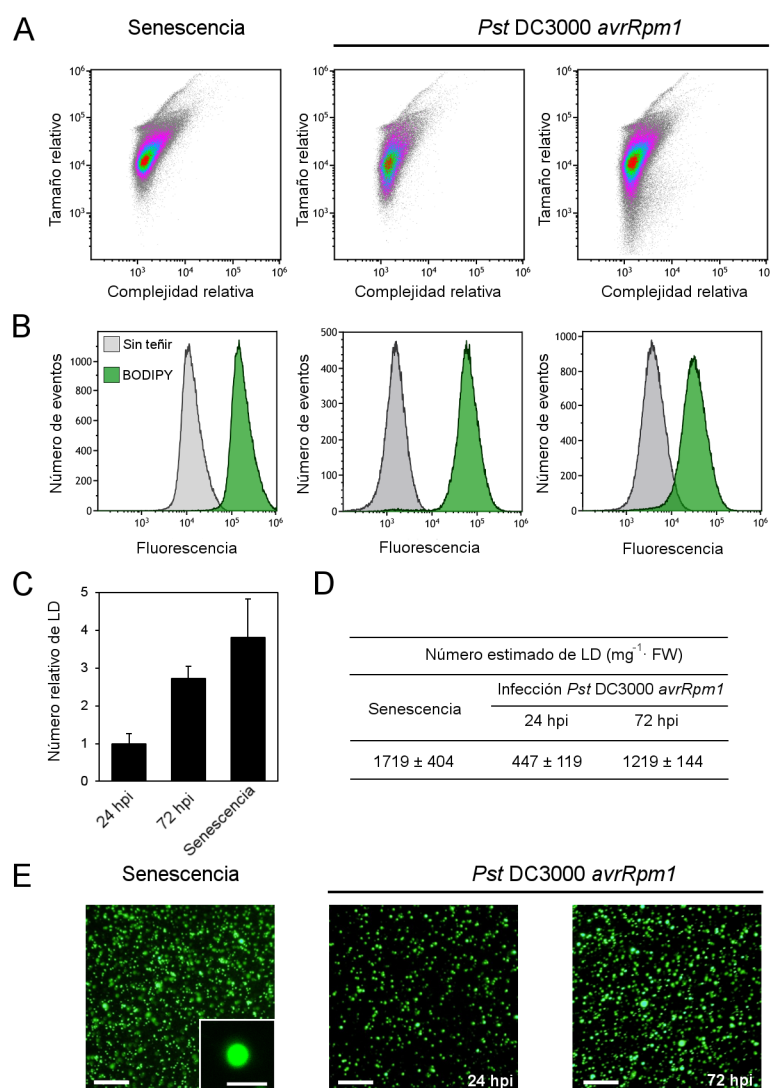 A
Senescencia
Pst DC3000 avrRpm1
Tamaño relativo
10⁶
10⁵
10⁴
10³
10³ 10⁴ 10⁵ 10⁶
Complejidad relativa
Tamaño relativo
10⁶
10⁵
10⁴
10³
10³ 10⁴ 10⁵ 10⁶
Complejidad relativa
Tamaño relativo
10⁶
10⁵
10⁴
10³
10³ 10⁴ 10⁵ 10
Complejidad relativa
B
Sin teñir
BODIPY
Número de eventos
1000
800
600
400
200
0
10³ 10⁴ 10⁵ 10⁶
Fluorescencia
Número de eventos
500
400
300
200
100
0
10³ 10⁴ 10⁵ 10⁶
Fluorescencia
Número de eventos
1000
800
600
400
200
0
10³ 10⁴ 10⁵ 10⁶
Fluorescencia
C
Número relativo de LD
5
4
3
2
1
0
24 hpi
72 hpi
Senescencia
D
Número estimado de LD (mg⁻¹· FW)
Senescencia
Infección Pst DC3000 avrRpm1
24 hpi 72 hpi
1719 ± 404 447 ± 119 1219 ± 144
E
Senescencia
Pst DC3000 avrRpm1
24 hpi
72 hpi